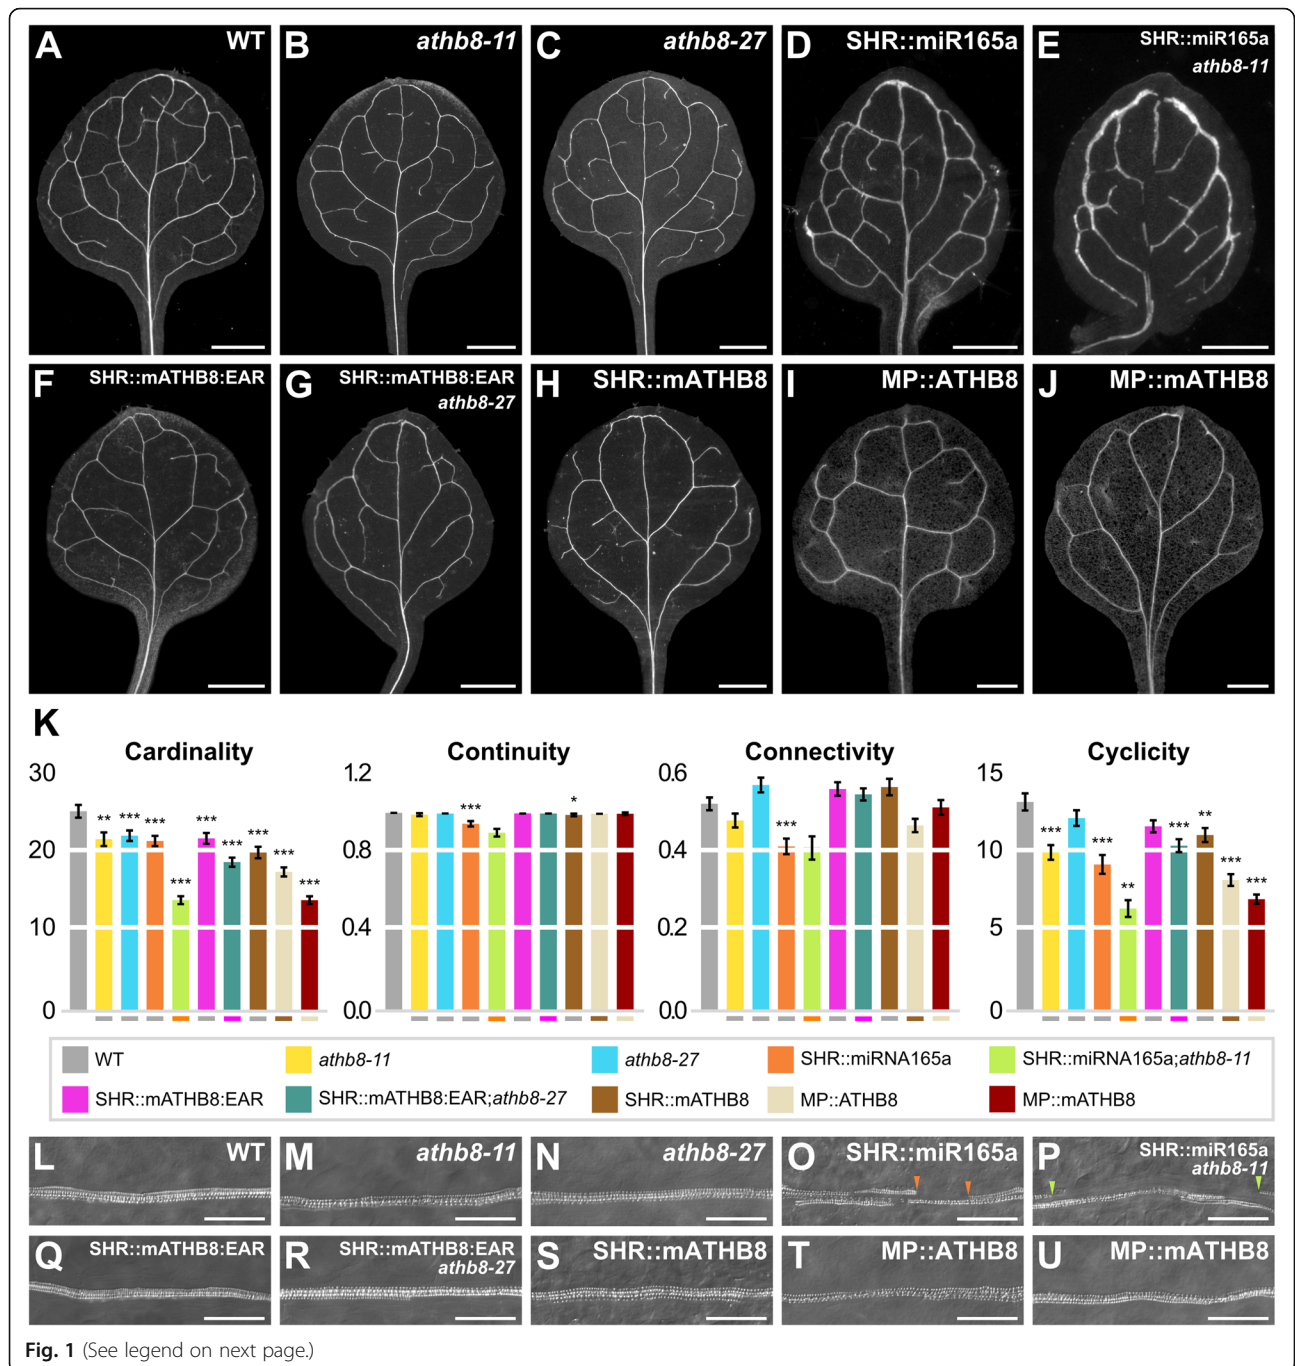 A WT
B athb8-11
C athb8-27
D SHR::miR165a
E SHR::miR165a
athb8-11
F SHR::mATHB8:EAR
G SHR::mATHB8:EAR
athb8-27
H SHR::mATHB8
I MP::ATHB8
J MP::mATHB8
K
Cardinality
30
20
10
0
** *** *** *** *** *** *** *** ***
Continuity
1.2
0.8
0.4
0.0
*** *
Connectivity
0.6
0.4
0.2
0.0
***
Cyclicity
15
10
5
0
*** *** ** *** ** *** ***
WT athb8-11 athb8-27 SHR::miRNA165a SHR::miRNA165a;athb8-11
SHR::mATHB8:EAR SHR::mATHB8:EAR;athb8-27 SHR::mATHB8 MP::ATHB8 MP::mATHB8
L WT
M athb8-11
N athb8-27
O SHR::miR165a
P SHR::miR165a
athb8-11
Q SHR::mATHB8:EAR
R SHR::mATHB8:EAR
athb8-27
S SHR::mATHB8
T MP::ATHB8
U MP::mATHB8
Fig. 1 (See legend on next page.)